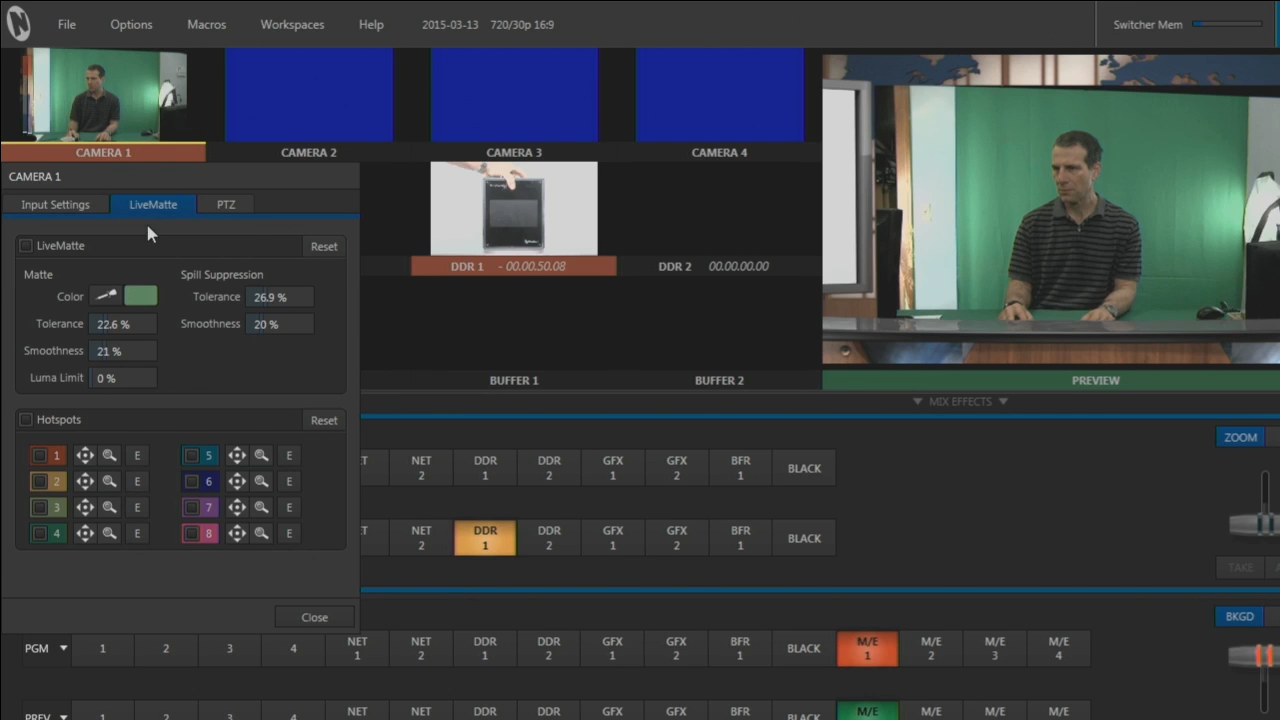 N File Options Macros Workspaces Help 2015-03-13 720/30p 16:9 Switcher Mem
CAMERA 1 CAMERA 2 CAMERA 3 CAMERA 4
CAMERA 1
Input Settings LiveMatte PTZ
LiveMatte Reset
Matte Spill Suppression
Color Tolerance 26.9 %
Tolerance 22.6 % Smoothness 20 %
Smoothness 21 %
Luma Limit 0 %
DDR 1 - 00.00.50.08 DDR 2 00.00.00.00
BUFFER 1 BUFFER 2 PREVIEW
MIX EFFECTS
Hotspots Reset
1 E 5 E
2 E 6 E
3 E 7 E
4 E 8 E
Close
ZOOM
NET 2 DDR 1 DDR 2 GFX 1 GFX 2 BFR 1 BLACK
NET 2 DDR 1 DDR 2 GFX 1 GFX 2 BFR 1 BLACK
TAKE
BKGD
PGM 1 2 3 4 NET 1 NET 2 DDR 1 DDR 2 GFX 1 GFX 2 BFR 1 BLACK M/E 1 M/E 2 M/E 3 M/E 4
PREV 1 2 3 4 NET DDR DDR GFX GFX BFR BLACK M/E M/E M/E M/E